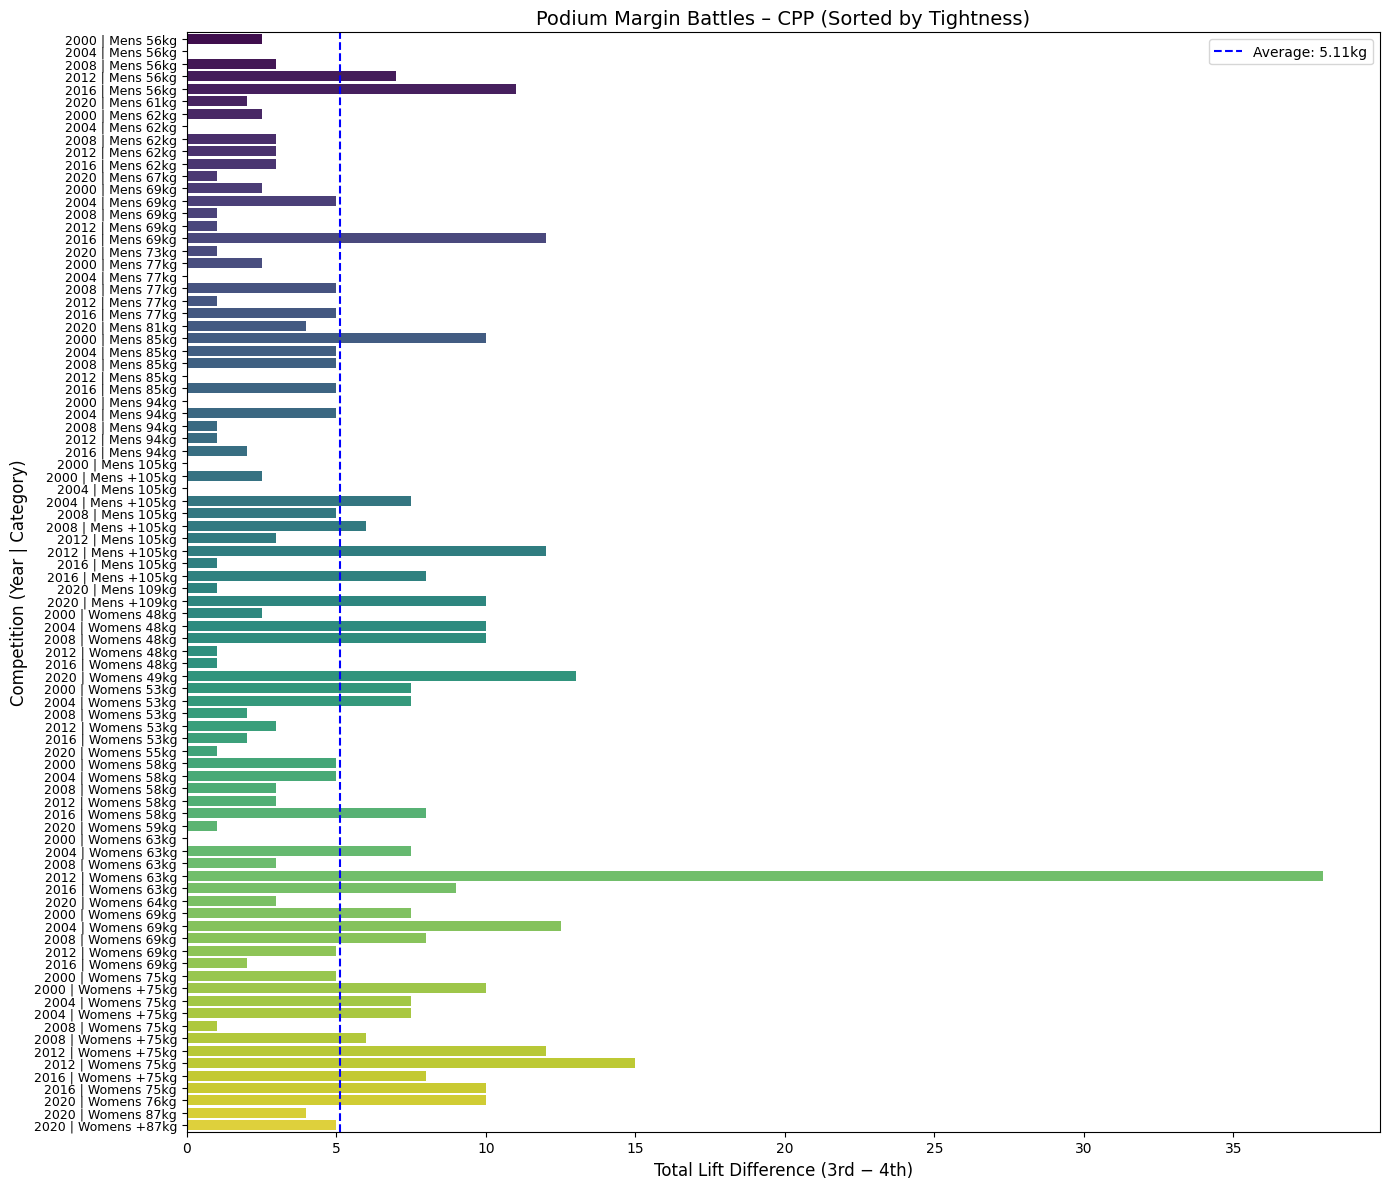 Podium Margin Battles – CPP (Sorted by Tightness)
Average: 5.11kg
Competition (Year | Category)
2000 | Mens 56kg
2004 | Mens 56kg
2008 | Mens 56kg
2012 | Mens 56kg
2016 | Mens 56kg
2020 | Mens 61kg
2000 | Mens 62kg
2004 | Mens 62kg
2008 | Mens 62kg
2012 | Mens 62kg
2016 | Mens 62kg
2020 | Mens 67kg
2000 | Mens 69kg
2004 | Mens 69kg
2008 | Mens 69kg
2012 | Mens 69kg
2016 | Mens 69kg
2020 | Mens 73kg
2000 | Mens 77kg
2004 | Mens 77kg
2008 | Mens 77kg
2012 | Mens 77kg
2016 | Mens 77kg
2020 | Mens 81kg
2000 | Mens 85kg
2004 | Mens 85kg
2008 | Mens 85kg
2012 | Mens 85kg
2016 | Mens 85kg
2000 | Mens 94kg
2004 | Mens 94kg
2008 | Mens 94kg
2012 | Mens 94kg
2016 | Mens 94kg
2000 | Mens 105kg
2000 | Mens +105kg
2004 | Mens 105kg
2004 | Mens +105kg
2008 | Mens 105kg
2008 | Mens +105kg
2012 | Mens 105kg
2012 | Mens +105kg
2016 | Mens 105kg
2016 | Mens +105kg
2020 | Mens 109kg
2020 | Mens +109kg
2000 | Womens 48kg
2004 | Womens 48kg
2008 | Womens 48kg
2012 | Womens 48kg
2016 | Womens 48kg
2020 | Womens 49kg
2000 | Womens 53kg
2004 | Womens 53kg
2008 | Womens 53kg
2012 | Womens 53kg
2016 | Womens 53kg
2020 | Womens 55kg
2000 | Womens 58kg
2004 | Womens 58kg
2008 | Womens 58kg
2012 | Womens 58kg
2016 | Womens 58kg
2020 | Womens 59kg
2000 | Womens 63kg
2004 | Womens 63kg
2008 | Womens 63kg
2012 | Womens 63kg
2016 | Womens 63kg
2020 | Womens 64kg
2000 | Womens 69kg
2004 | Womens 69kg
2008 | Womens 69kg
2012 | Womens 69kg
2016 | Womens 69kg
2000 | Womens 75kg
2000 | Womens +75kg
2004 | Womens 75kg
2004 | Womens +75kg
2008 | Womens 75kg
2008 | Womens +75kg
2012 | Womens +75kg
2012 | Womens 75kg
2016 | Womens +75kg
2016 | Womens 75kg
2020 | Womens 76kg
2020 | Womens 87kg
2020 | Womens +87kg
0 5 10 15 20 25 30 35
Total Lift Difference (3rd − 4th)